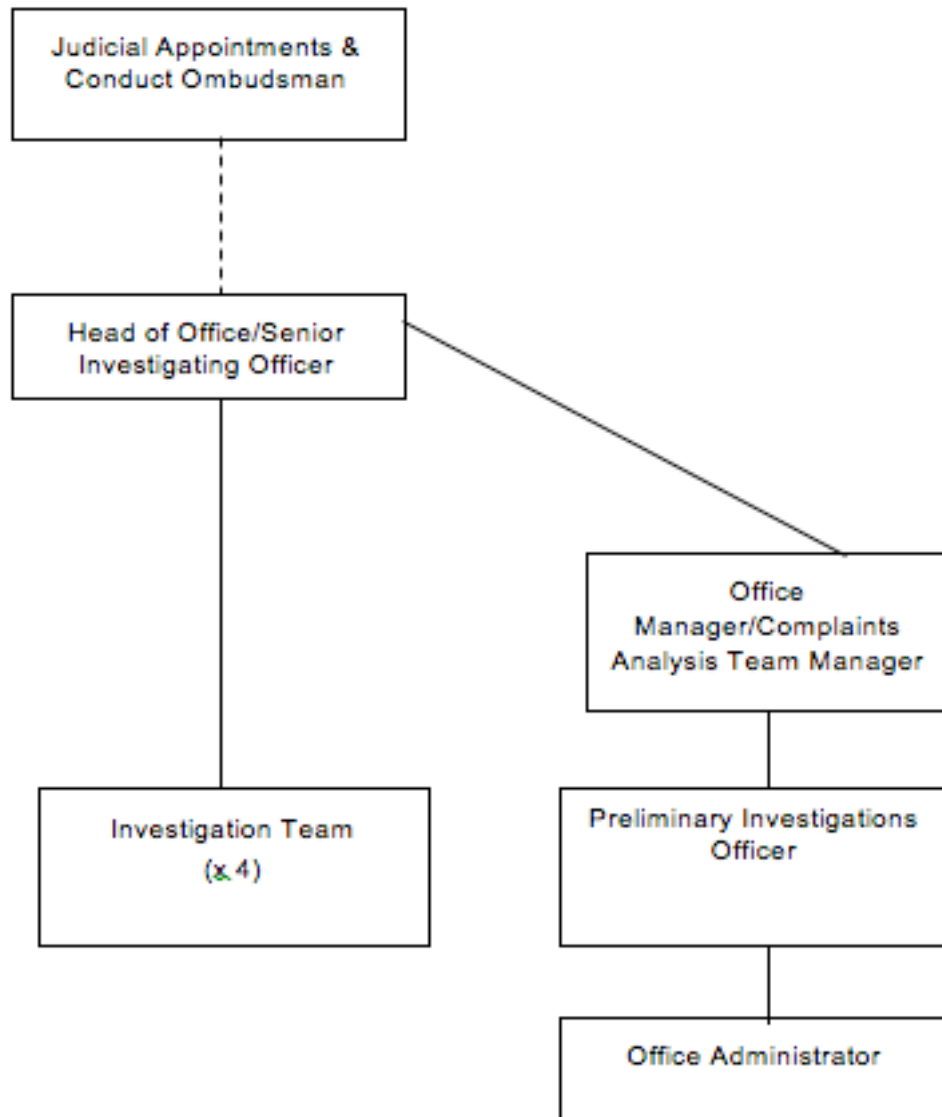 Judicial Appointments &
Conduct Ombudsman
Head of Office/Senior
Investigating Officer
Office
Manager/Complaints
Analysis Team Manager
Investigation Team
(x 4)
Preliminary Investigations
Officer
Office Administrator